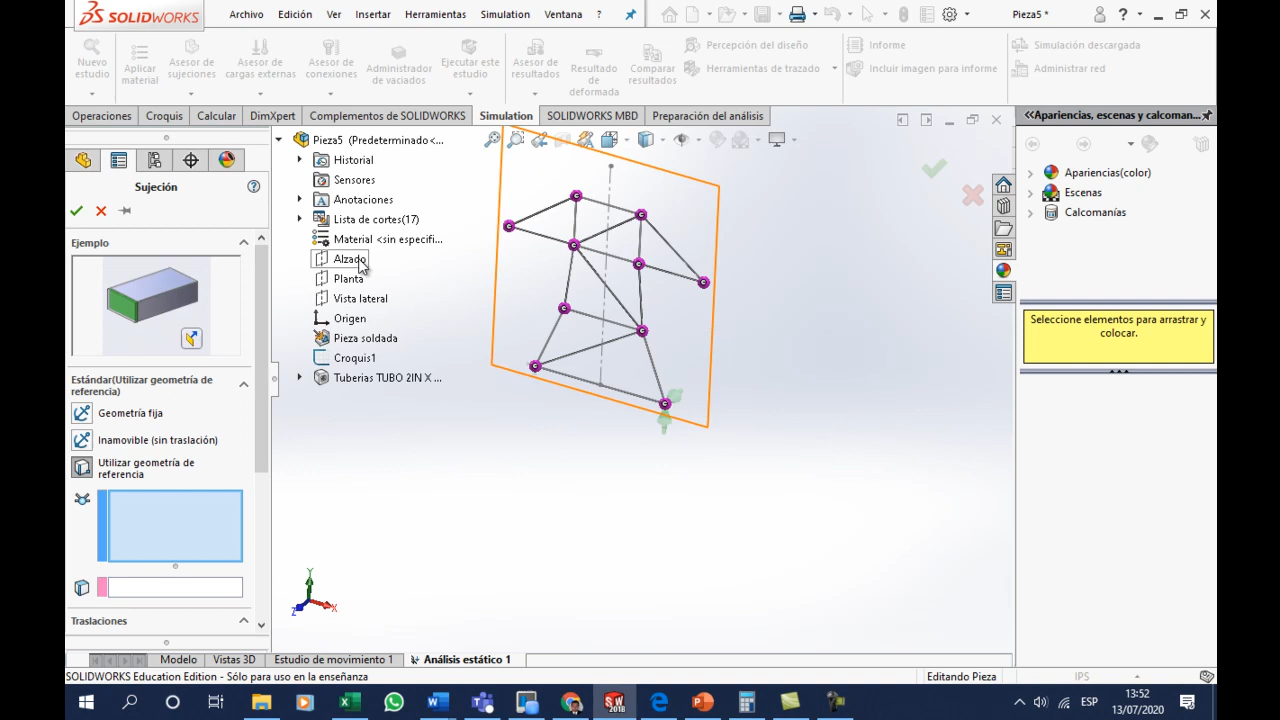 SOLIDWORKS
Archivo Edición Ver Insertar Herramientas Simulation Ventana ?
Pieza5 *
Nuevo estudio
Aplicar material
Asesor de sujeciones
Asesor de cargas externas
Asesor de conexiones
Administrador de vaciados
Ejecutar este estudio
Asesor de resultados
Resultado de deformada
Comparar resultados
Percepción del diseño
Herramientas de trazado
Informe
Incluir imagen para informe
Simulación descargada
Administrar red
Operaciones Croquis Calcular DimXpert Complementos de SOLIDWORKS Simulation SOLIDWORKS MBD Preparación del análisis
<<Apariencias, escenas y calcoman...
Sujeción
Ejemplo
Estándar(Utilizar geometría de
referencia)
Geometría fija
Inamovible (sin traslación)
Utilizar geometría de
referencia
Traslaciones
Pieza5 (Predeterminado<...
Historial
Sensores
Anotaciones
Lista de cortes(17)
Material <sin especifi...
Alzado
Planta
Vista lateral
Origen
Pieza soldada
Croquis1
Tuberias TUBO 2IN X ...
Y
Z
X
Apariencias(color)
Escenas
Calcomanías
Seleccione elementos para arrastrar y
colocar.
Modelo Vistas 3D Estudio de movimiento 1 Análisis estático 1
SOLIDWORKS Education Edition - Sólo para uso en la enseñanza
Editando Pieza
IPS
ESP
13:52
13/07/2020
SW
2018